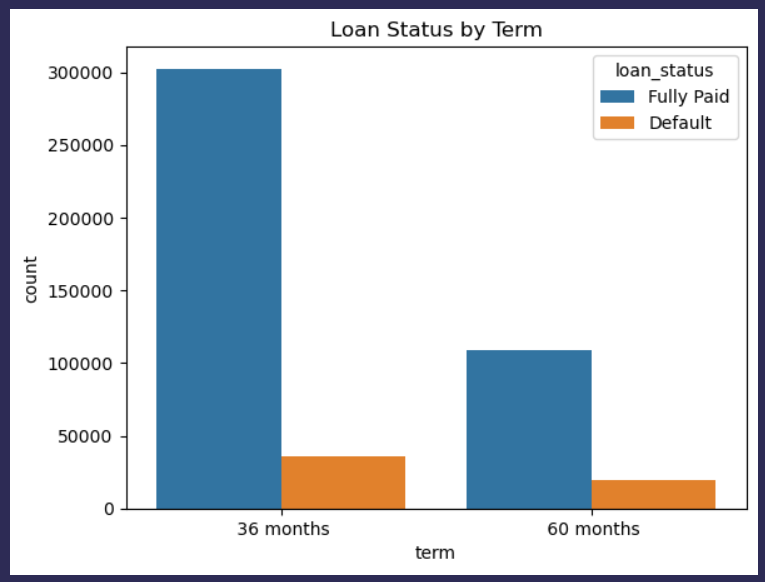 Loan Status by Term
loan_status
Fully Paid
Default
300000
250000
200000
150000
100000
50000
0
count
36 months
60 months
term